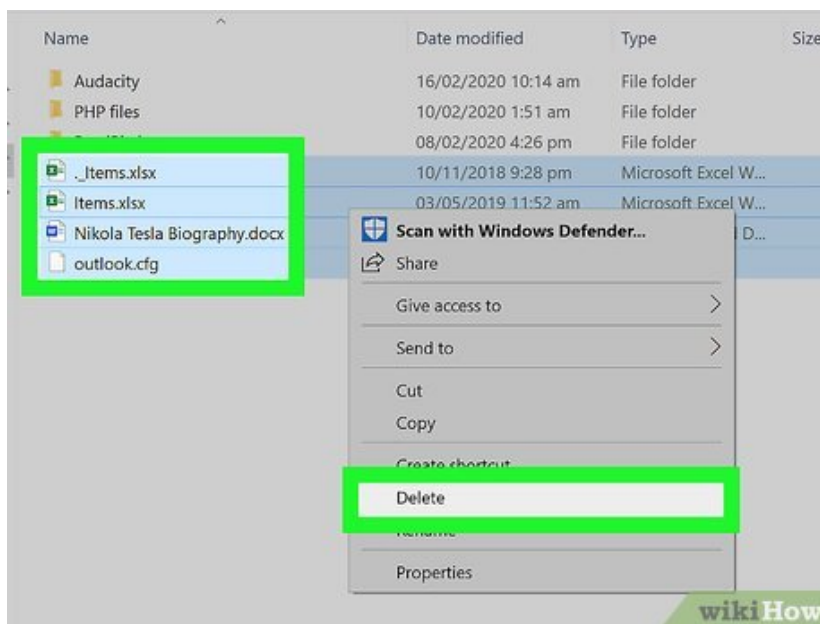 Name Date modified Type Size
Audacity 16/02/2020 10:14 am File folder
PHP files 10/02/2020 1:51 am File folder
08/02/2020 4:26 pm File folder
._Items.xlsx 10/11/2018 9:28 pm Microsoft Excel W...
Items.xlsx 03/05/2019 11:52 am Microsoft Excel W...
Nikola Tesla Biography.docx D...
outlook.cfg
Scan with Windows Defender...
Share
Give access to
Send to
Cut
Copy
Create shortcut
Delete
Rename
Properties
wikiHow